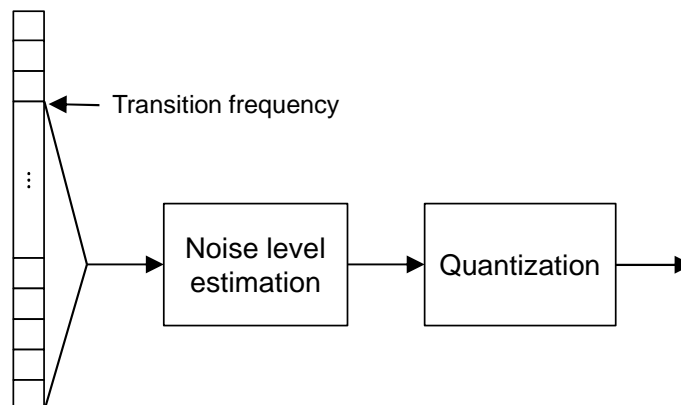 Transition frequency
...
Noise level
estimation
Quantization